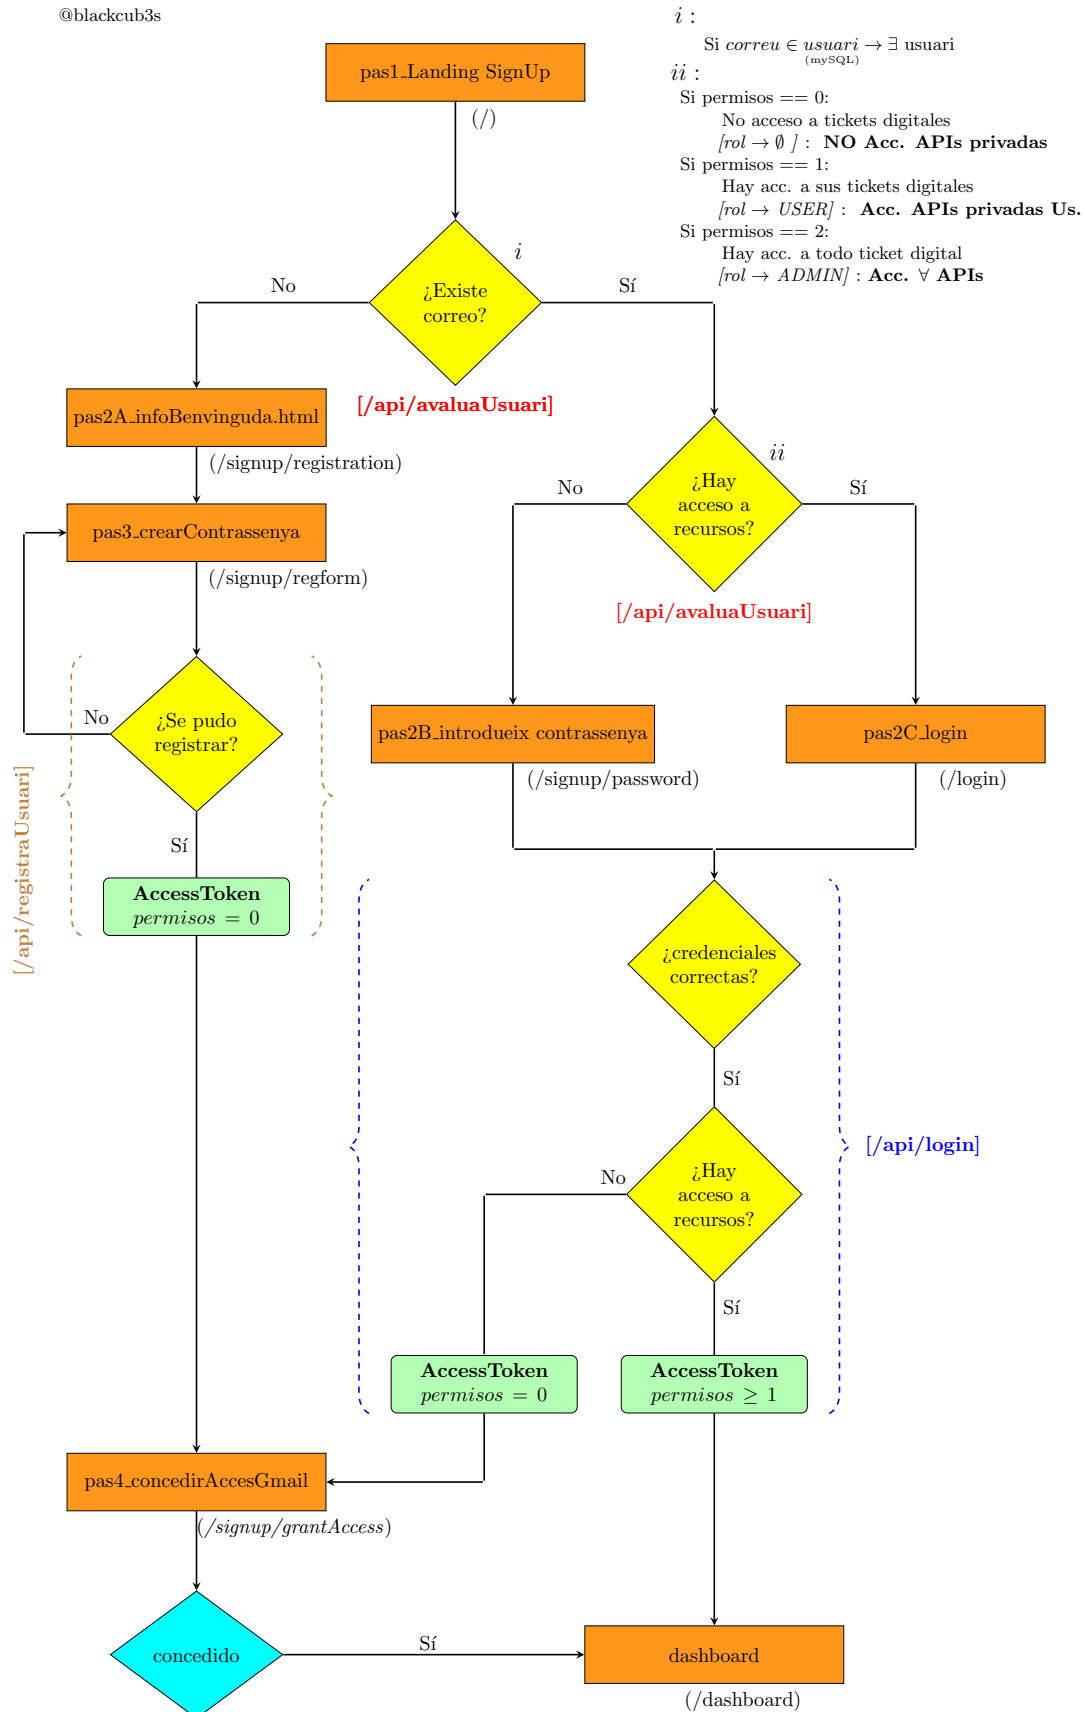 @blackcub3s
i :
Si correu ∈ usuari → ∃ usuari
(mySQL)
ii :
Si permisos == 0:
No acceso a tickets digitales
[rol → ∅ ] : NO Acc. APIs privadas
Si permisos == 1:
Hay acc. a sus tickets digitales
[rol → USER] : Acc. APIs privadas Us.
Si permisos == 2:
Hay acc. a todo ticket digital
[rol → ADMIN] : Acc. ∀ APIs
pas1_Landing SignUp
(/)
i
¿Existe
correo?
No
Sí
[/api/avaluaUsuari]
pas2A_infoBenvinguda.html
(/signup/registration)
ii
¿Hay
acceso a
recursos?
No
Sí
[/api/avaluaUsuari]
pas3_crearContrassenya
(/signup/regform)
¿Se pudo
registrar?
No
Sí
[/api/registraUsuari]
AccessToken
permisos = 0
pas2B_introdueix contrassenya
(/signup/password)
pas2C_login
(/login)
¿credenciales
correctas?
Sí
[/api/login]
¿Hay
acceso a
recursos?
No
Sí
AccessToken
permisos = 0
AccessToken
permisos ≥ 1
pas4_concedirAccesGmail
(/signup/grantAccess)
concedido
Sí
dashboard
(/dashboard)